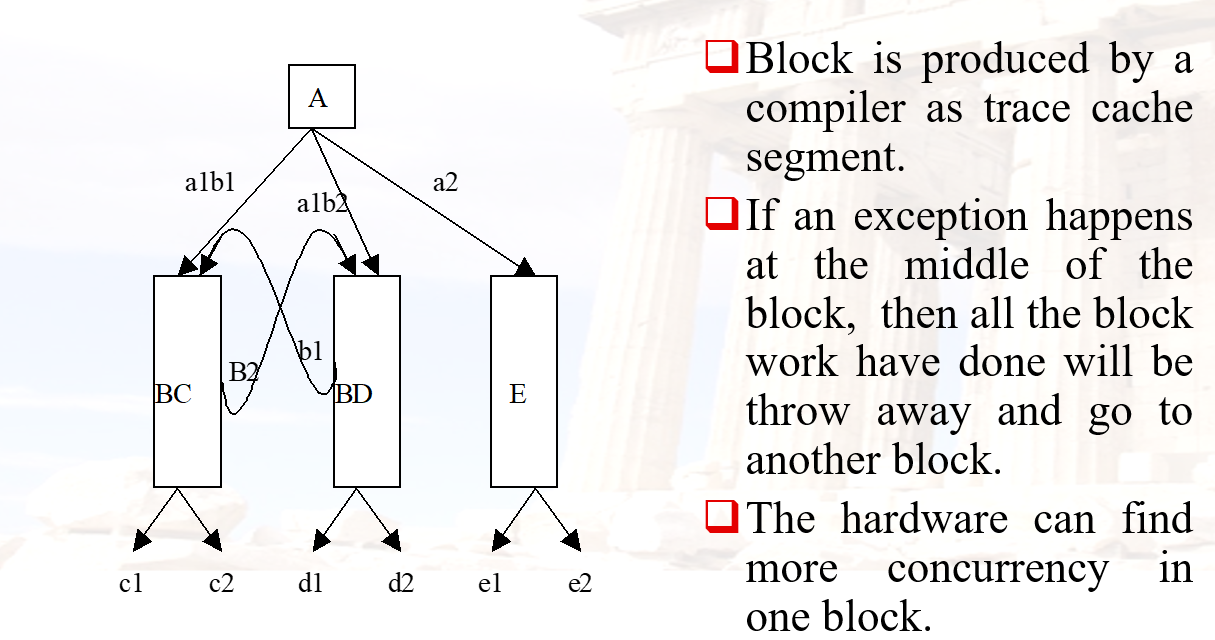 A
a1b1
a1b2
a2
B2
b1
BC
BD
E
c1
c2
d1
d2
e1
e2
Block is produced by a
compiler as trace cache
segment.
If an exception happens
at the middle of the
block, then all the block
work have done will be
throw away and go to
another block.
The hardware can find
more concurrency in
one block.